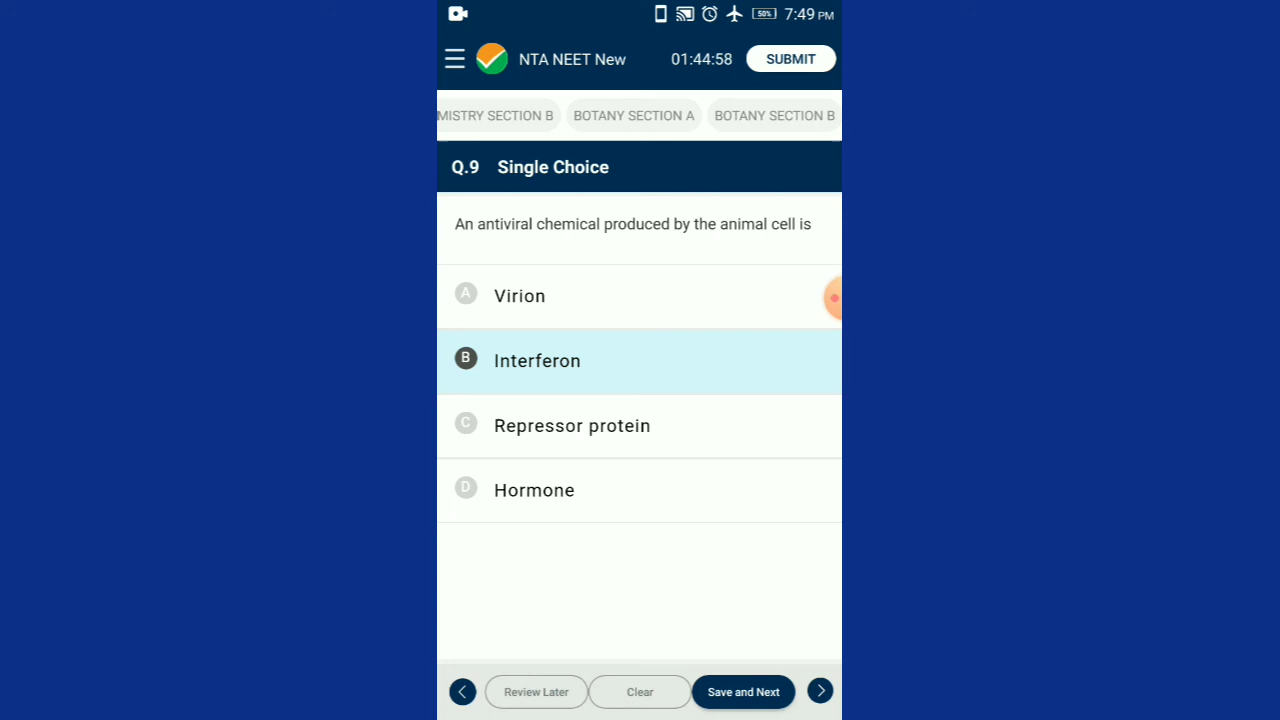 50% 7:49 PM
NTA NEET New 01:44:58 SUBMIT
MISTRY SECTION B BOTANY SECTION A BOTANY SECTION B
Q.9 Single Choice
An antiviral chemical produced by the animal cell is
A Virion
B Interferon
C Repressor protein
D Hormone
Review Later Clear Save and Next